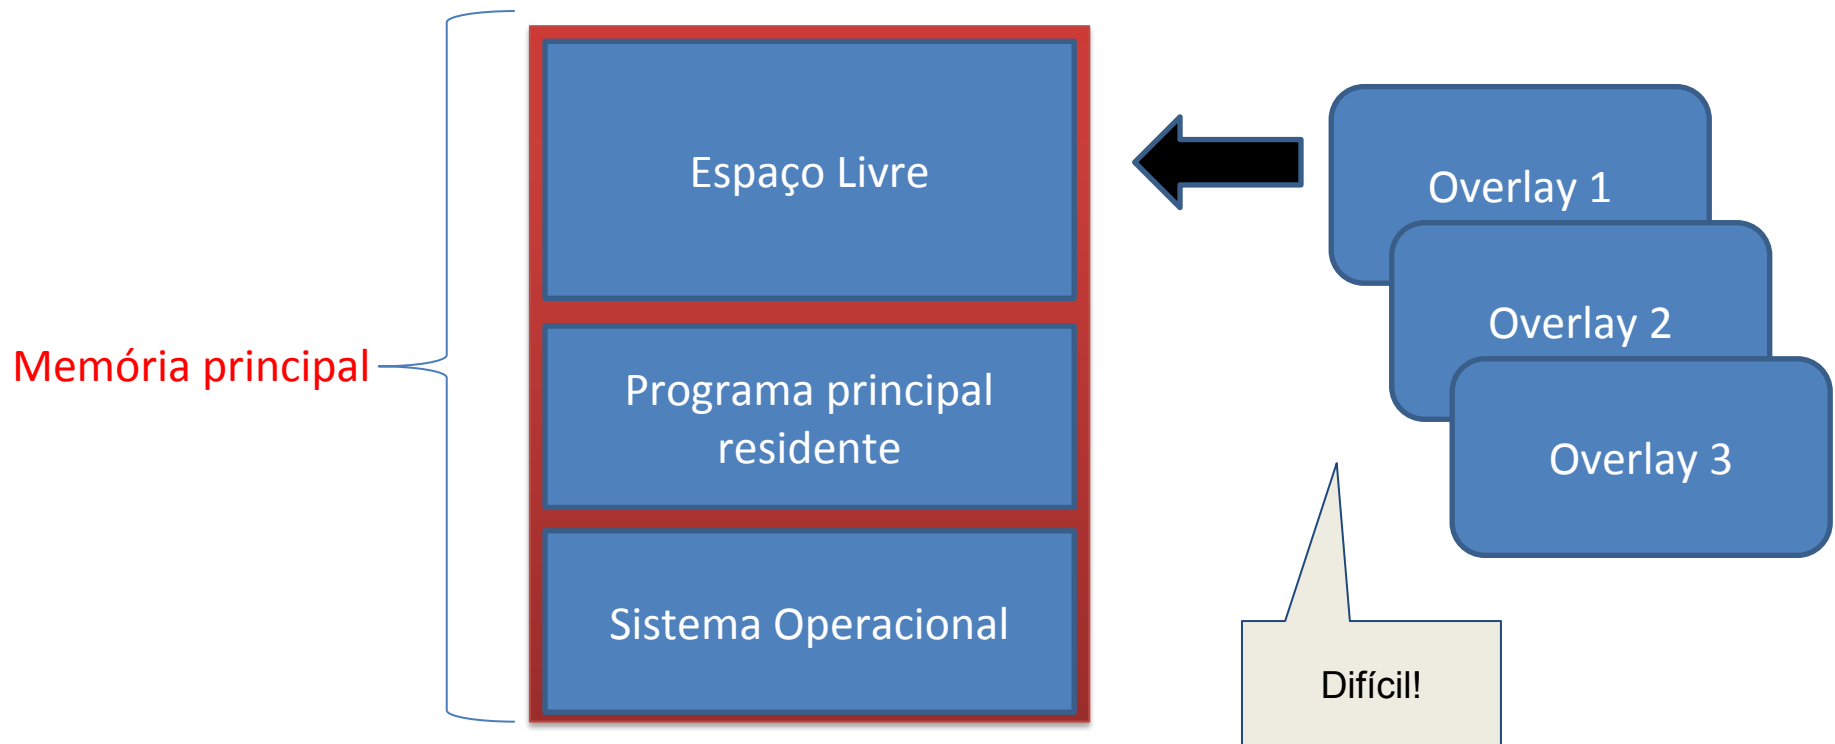 Memória principal
Espaço Livre
Programa principal
residente
Sistema Operacional
Overlay 1
Overlay 2
Overlay 3
Difícil!